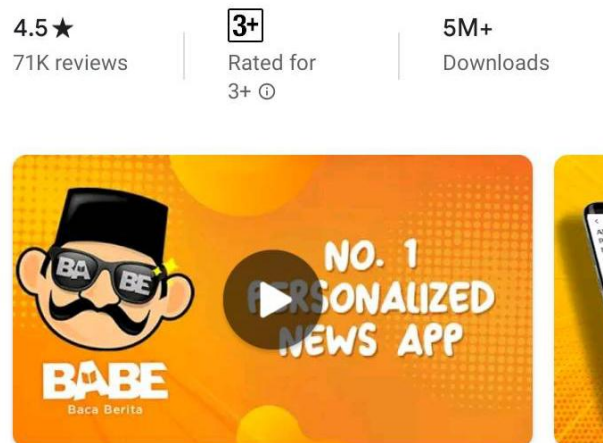 4.5★
71K reviews
3+
Rated for
3+ ⓘ
5M+
Downloads
BA BE
BABE
Baca Berita
NO. 1
PERSONALIZED
NEWS APP